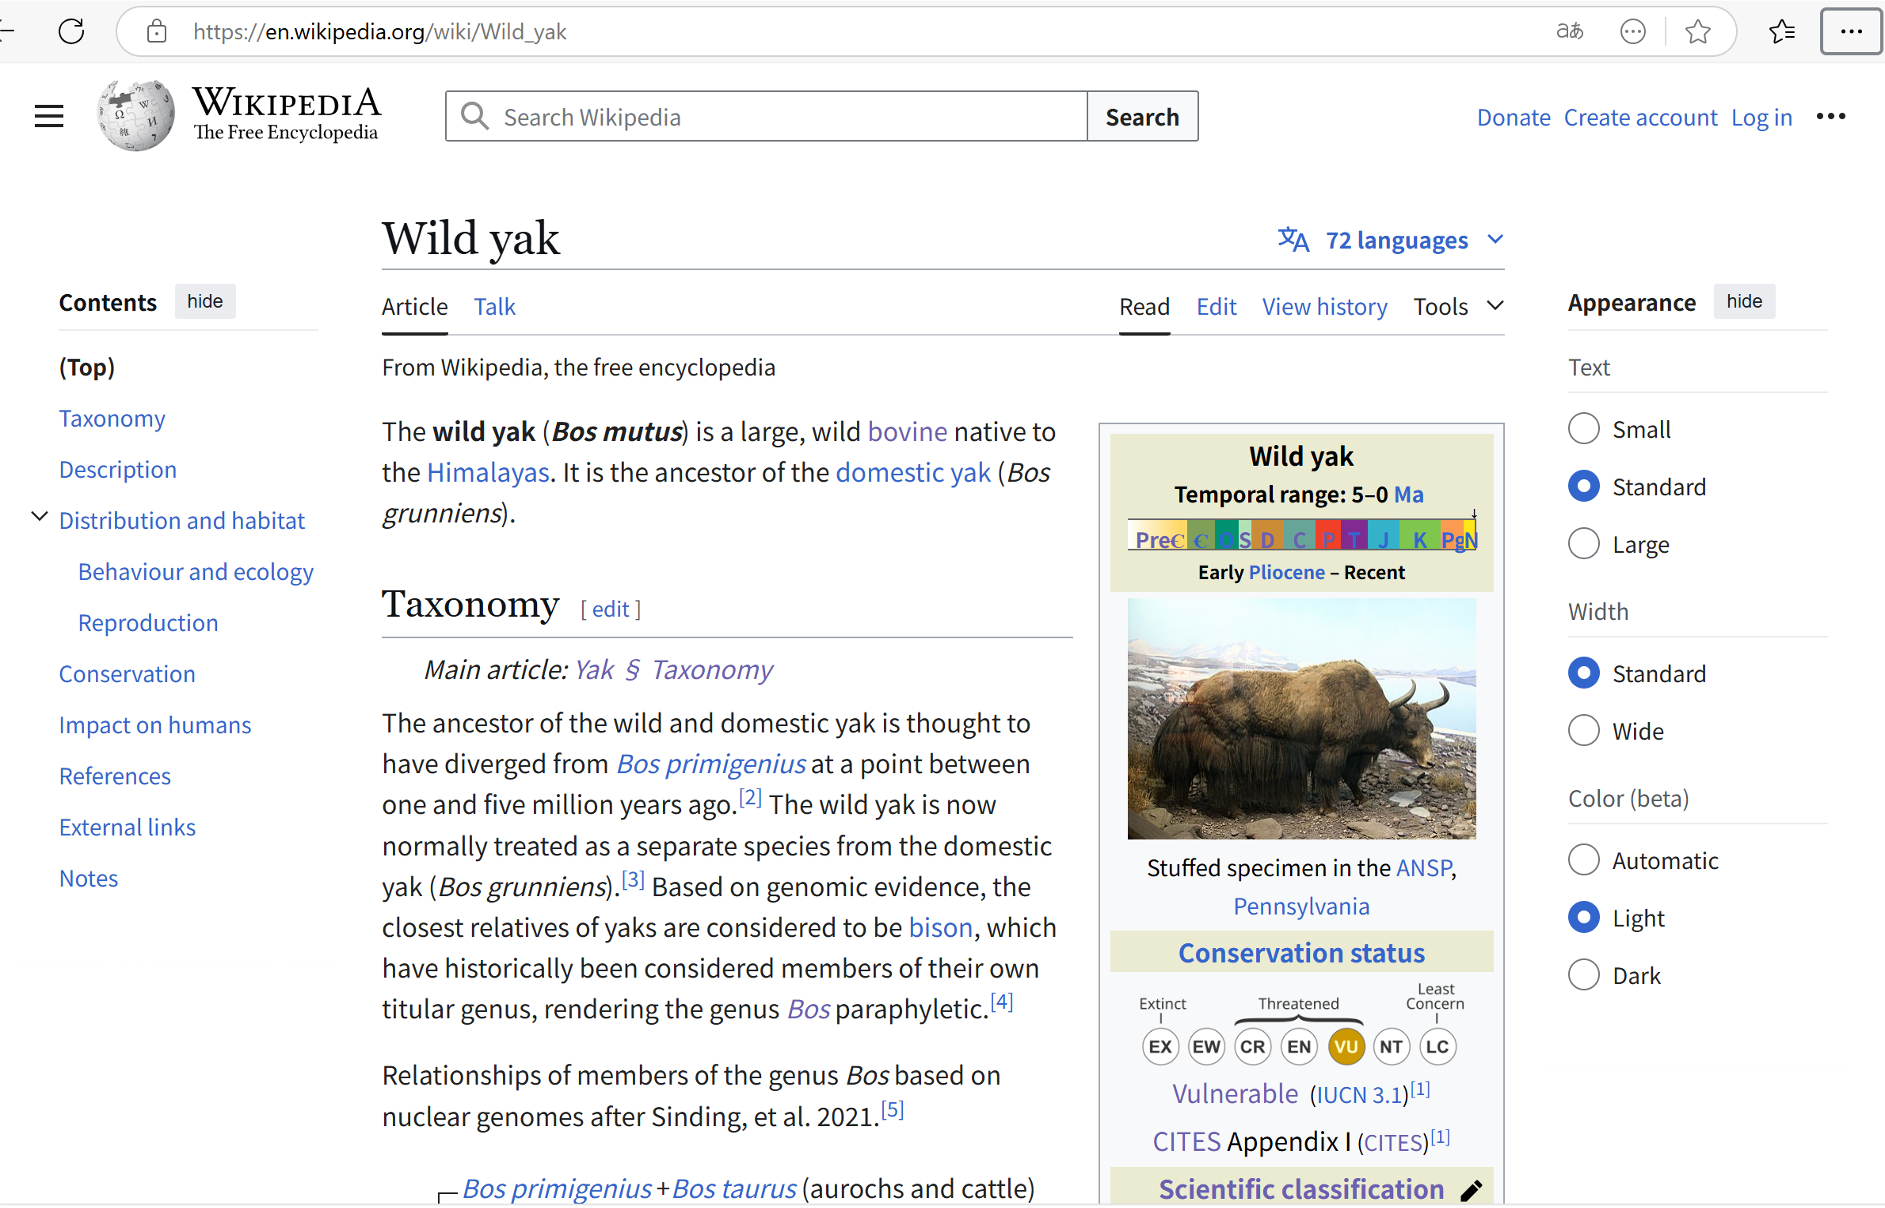 https://en.wikipedia.org/wiki/Wild_yak
aあ
WIKIPEDIA
The Free Encyclopedia
Search Wikipedia
Search
Donate Create account Log in
Wild yak
文A 72 languages
Contents hide
(Top)
Taxonomy
Description
Distribution and habitat
Behaviour and ecology
Reproduction
Conservation
Impact on humans
References
External links
Notes
Article Talk
Read Edit View history Tools
From Wikipedia, the free encyclopedia
The wild yak (Bos mutus) is a large, wild bovine native to
the Himalayas. It is the ancestor of the domestic yak (Bos
grunniens).
Taxonomy [ edit ]
Main article: Yak § Taxonomy
The ancestor of the wild and domestic yak is thought to
have diverged from Bos primigenius at a point between
one and five million years ago.[2] The wild yak is now
normally treated as a separate species from the domestic
yak (Bos grunniens).[3] Based on genomic evidence, the
closest relatives of yaks are considered to be bison, which
have historically been considered members of their own
titular genus, rendering the genus Bos paraphyletic.[4]
Relationships of members of the genus Bos based on
nuclear genomes after Sinding, et al. 2021.[5]
Bos primigenius+Bos taurus (aurochs and cattle)
Wild yak
Temporal range: 5–0 Ma
↓
PreꞒ Ꞓ O S D C P T J K Pg N
Early Pliocene – Recent
Stuffed specimen in the ANSP,
Pennsylvania
Conservation status
Extinct Threatened Least
Concern
EX EW CR EN VU NT LC
Vulnerable (IUCN 3.1)[1]
CITES Appendix I (CITES)[1]
Scientific classification
Appearance hide
Text
Small
Standard
Large
Width
Standard
Wide
Color (beta)
Automatic
Light
Dark